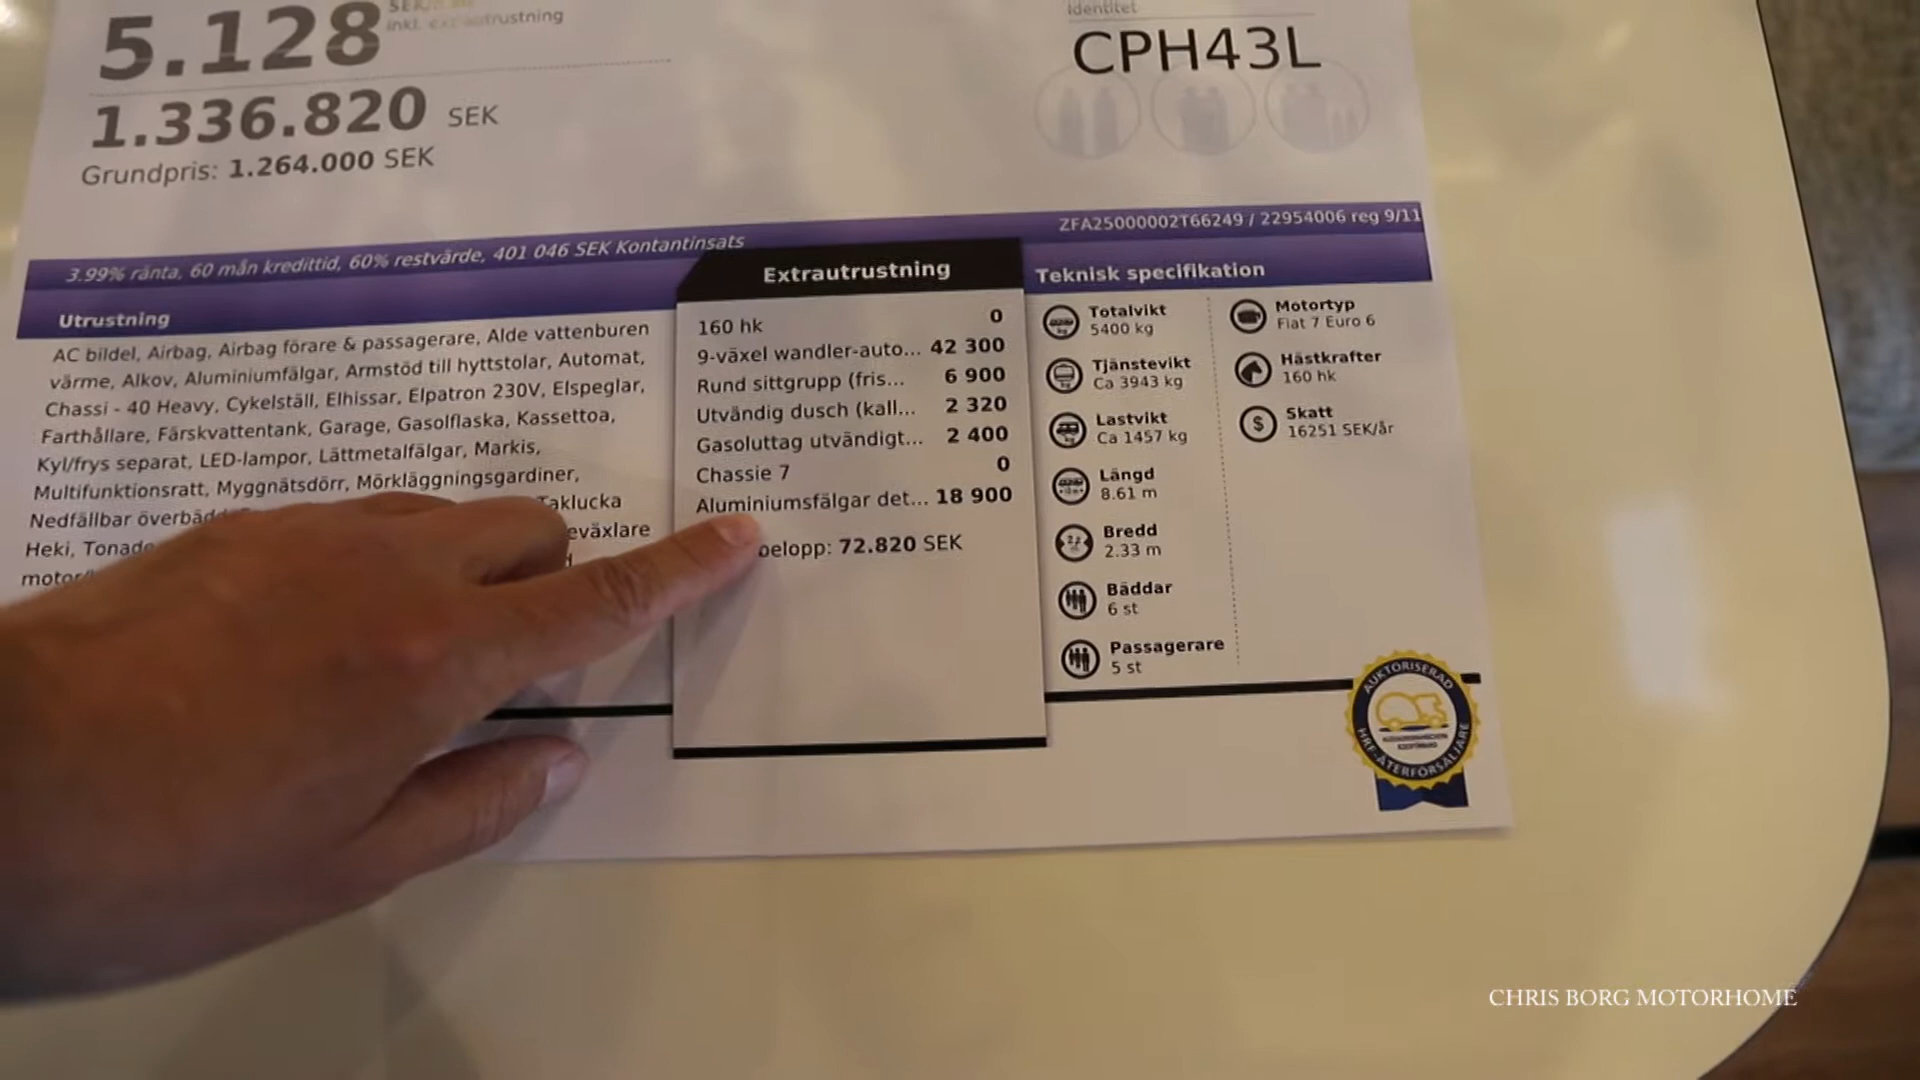 5.128
inkl. extrautrustning
1.336.820 SEK
Grundpris: 1.264.000 SEK
Identitet
CPH43L
ZFA25000002T66249 / 22954006 reg 9/11
3.99% ränta, 60 mån kredittid, 60% restvärde, 401 046 SEK Kontantinsats
Utrustning
AC bildel, Airbag, Airbag förare & passagerare, Alde vattenburen
värme, Alkov, Aluminiumfälgar, Armstöd till hyttstolar, Automat,
Chassi - 40 Heavy, Cykelställ, Elhissar, Elpatron 230V, Elspeglar,
Farthållare, Färskvattentank, Garage, Gasolflaska, Kassettoa,
Kyl/frys separat, LED-lampor, Lättmetalfälgar, Markis,
Multifunktionsratt, Myggnätsdörr, Mörkläggningsgardiner,
Nedfällbar Taklucka
Heki,
Extrautrustning
160 hk 0
9-växel wandler-auto... 42 300
Rund sittgrupp (fris... 6 900
Utvändig dusch (kall... 2 320
Gasoluttag utvändigt... 2 400
Chassie 7 0
Aluminiumsfälgar det... 18 900
belopp: 72.820 SEK
Teknisk specifikation
Totalvikt
5400 kg
Tjänstevikt
Ca 3943 kg
Lastvikt
Ca 1457 kg
Längd
8.61 m
Bredd
2.33 m
Bäddar
6 st
Passagerare
5 st
Motortyp
Fiat 7 Euro 6
Hästkrafter
160 hk
Skatt
16251 SEK/år
AUKTORISERAD
HRF-ÅTERFÖRSÄLJARE
CHRIS BORG MOTORHOME